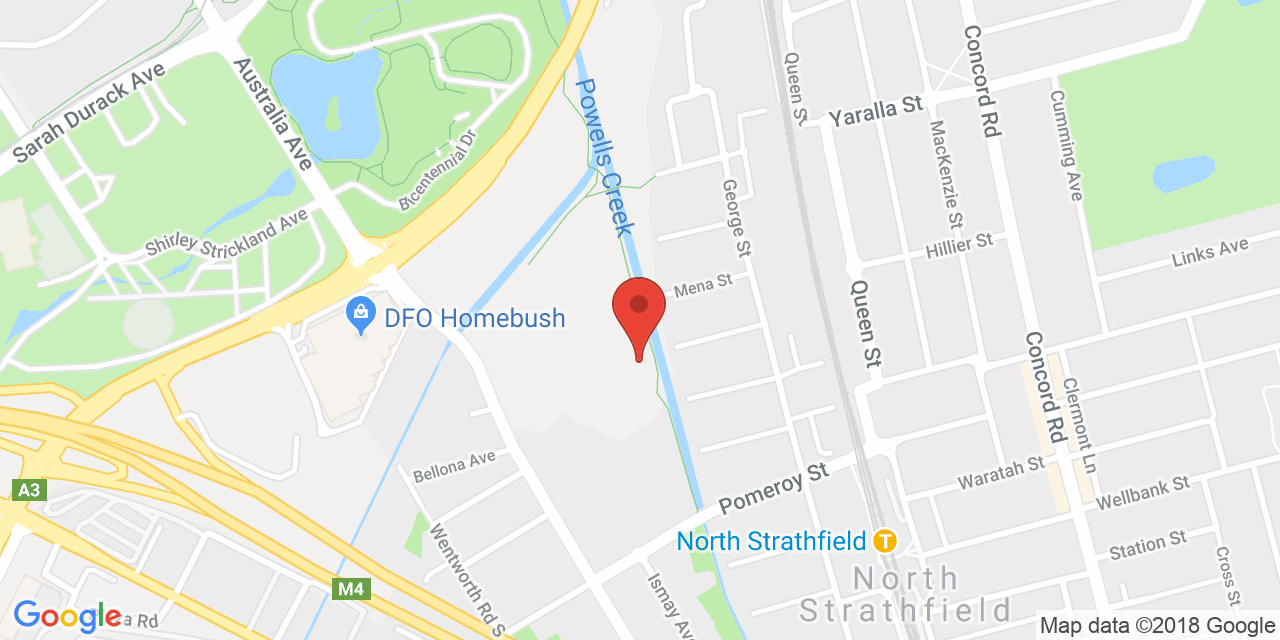 Sarah Durack Ave
Australia Ave
Bicentennial Dr
Shirley Strickland Ave
Powells Creek
Queen St
Yaralla St
Concord Rd
MacKenzie St
Cumming Ave
George St
Hillier St
Links Ave
Mena St
DFO Homebush
Queen St
Concord Rd
Clermont Ln
Bellona Ave
Wentworth Rd S
A3
M4
Pomeroy St
Waratah St
Wellbank St
Station St
Cross St
North Strathfield
T
North
Strathfield
Ismay Ave
Google
a Rd
Map data ©2018 Google